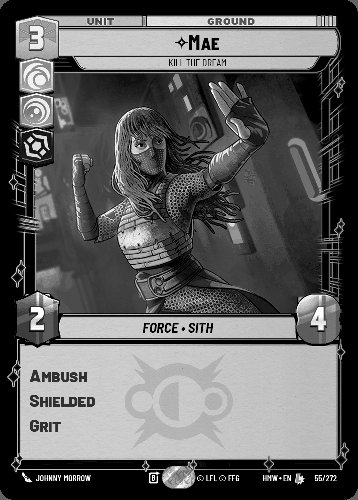 UNIT
GROUND
3
MAE
KILL THE DREAM
2
FORCE • SITH
4
AMBUSH
SHIELDED
GRIT
JOHNNY MORROW
© LFL © FFG
HMW • EN
55/272